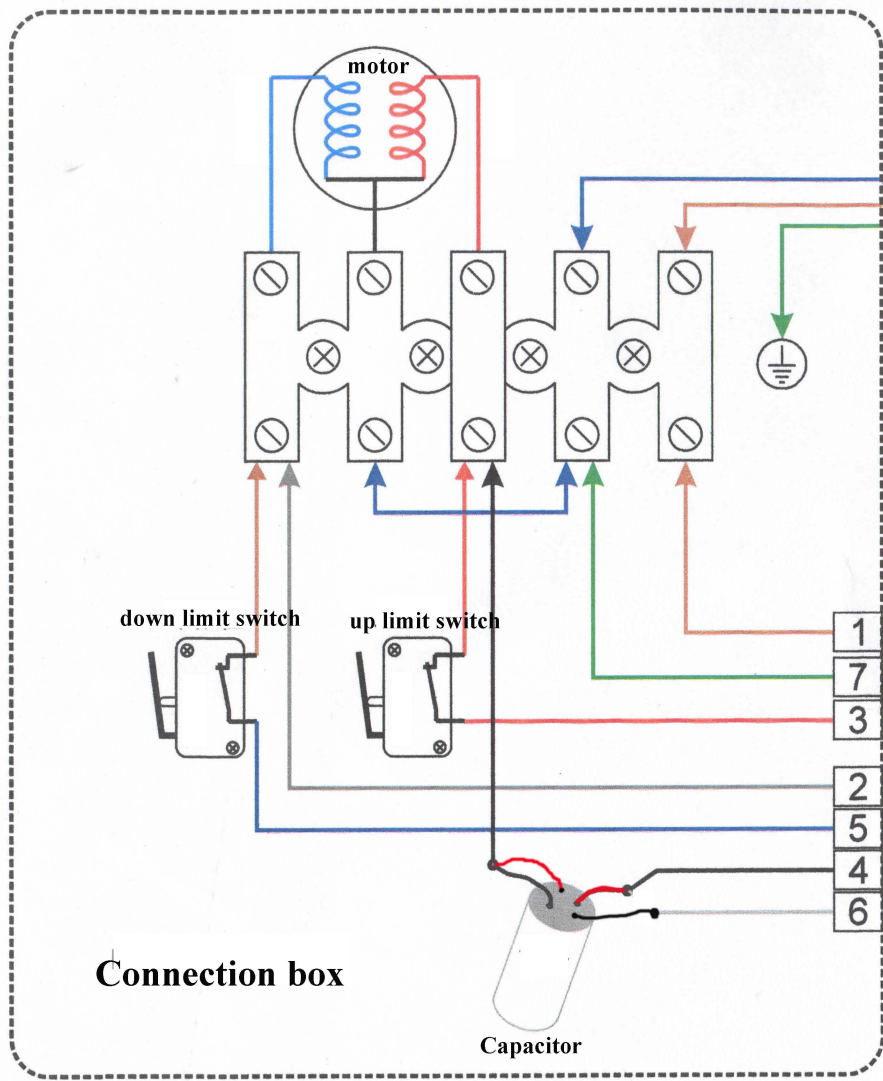 motor
down limit switch
up limit switch
1
7
3
2
5
4
6
Connection box
Capacitor